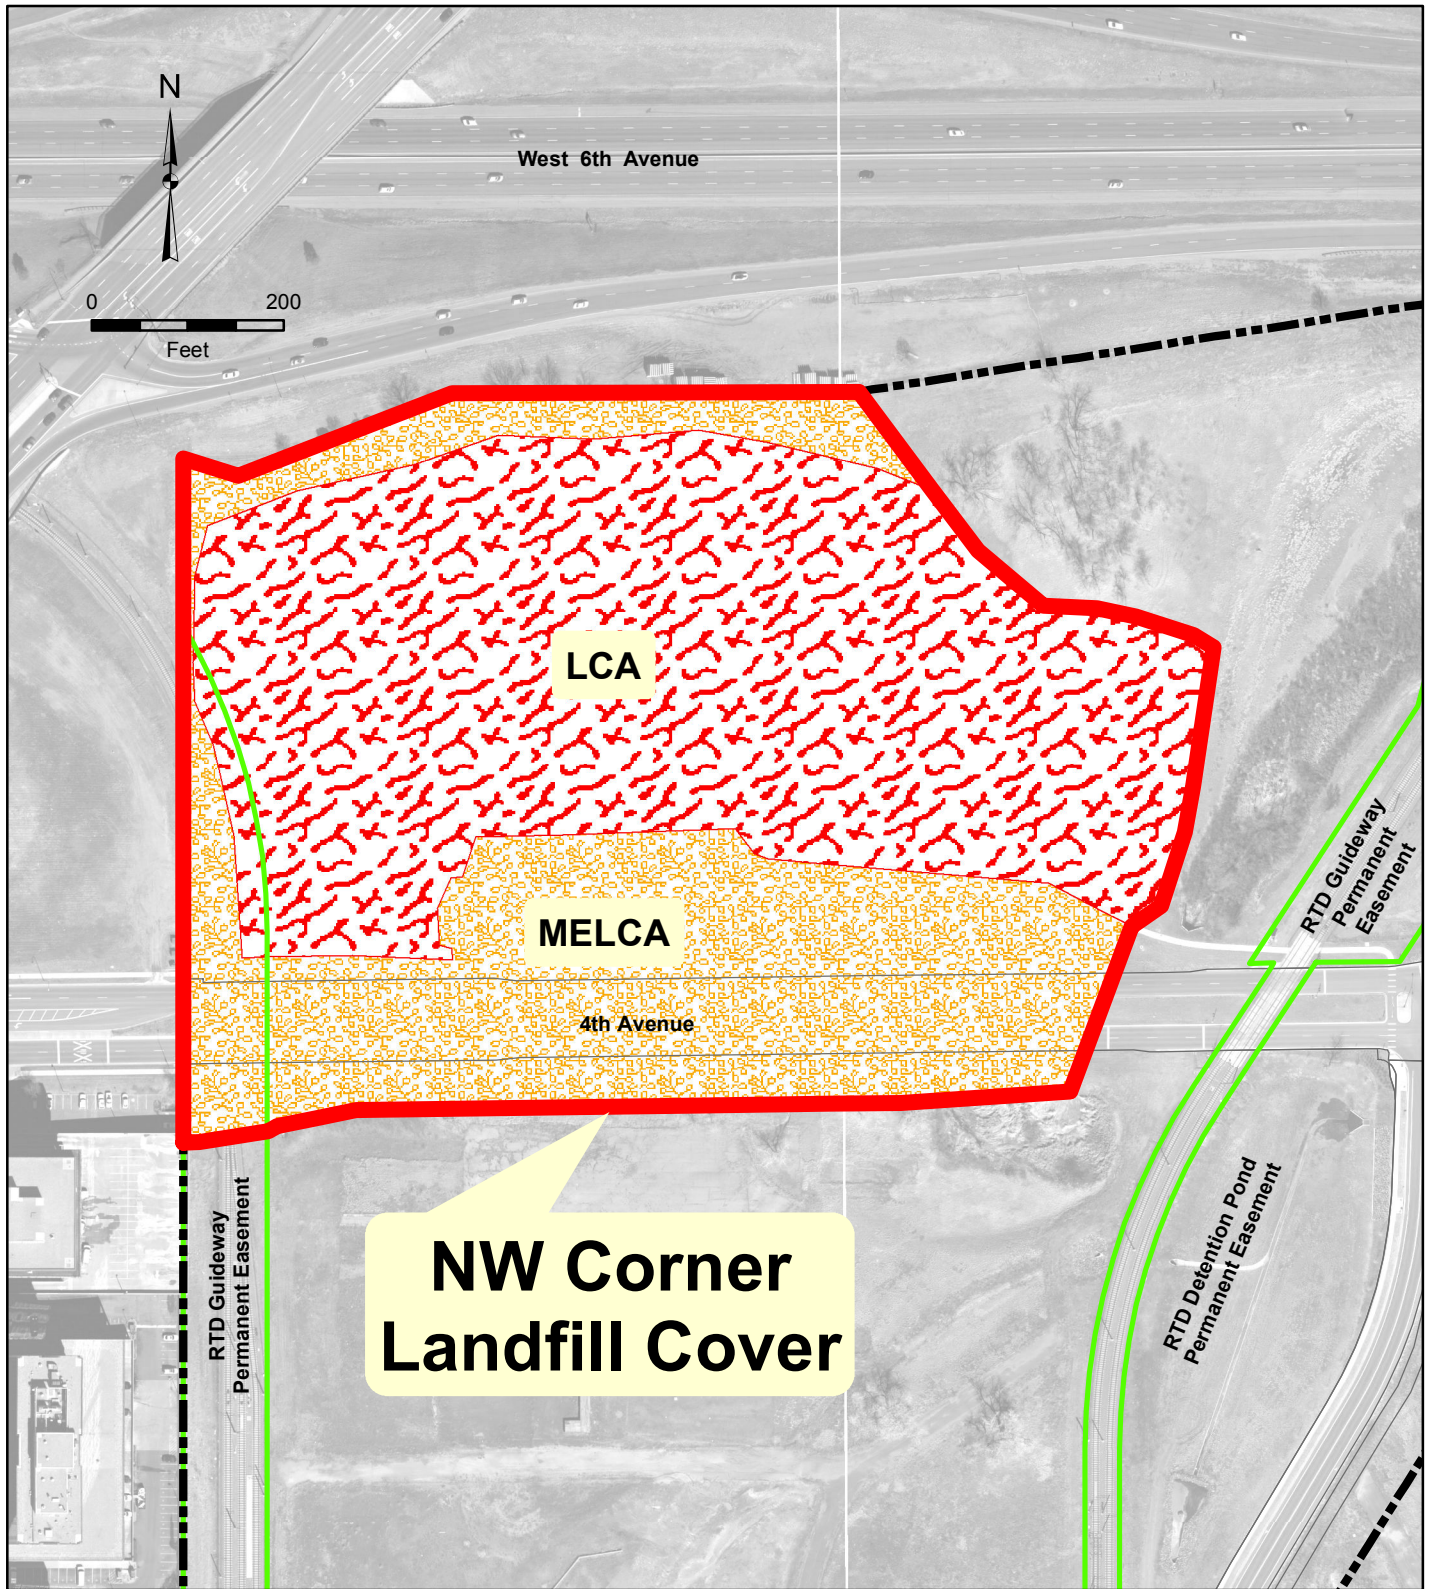 N
West 6th Avenue
0 200
Feet
LCA
MELCA
4th Avenue
RTD Guideway
Permanent
Easement
RTD Guideway
Permanent Easement
RTD Detention Pond
Permanent Easement
NW Corner
Landfill Cover